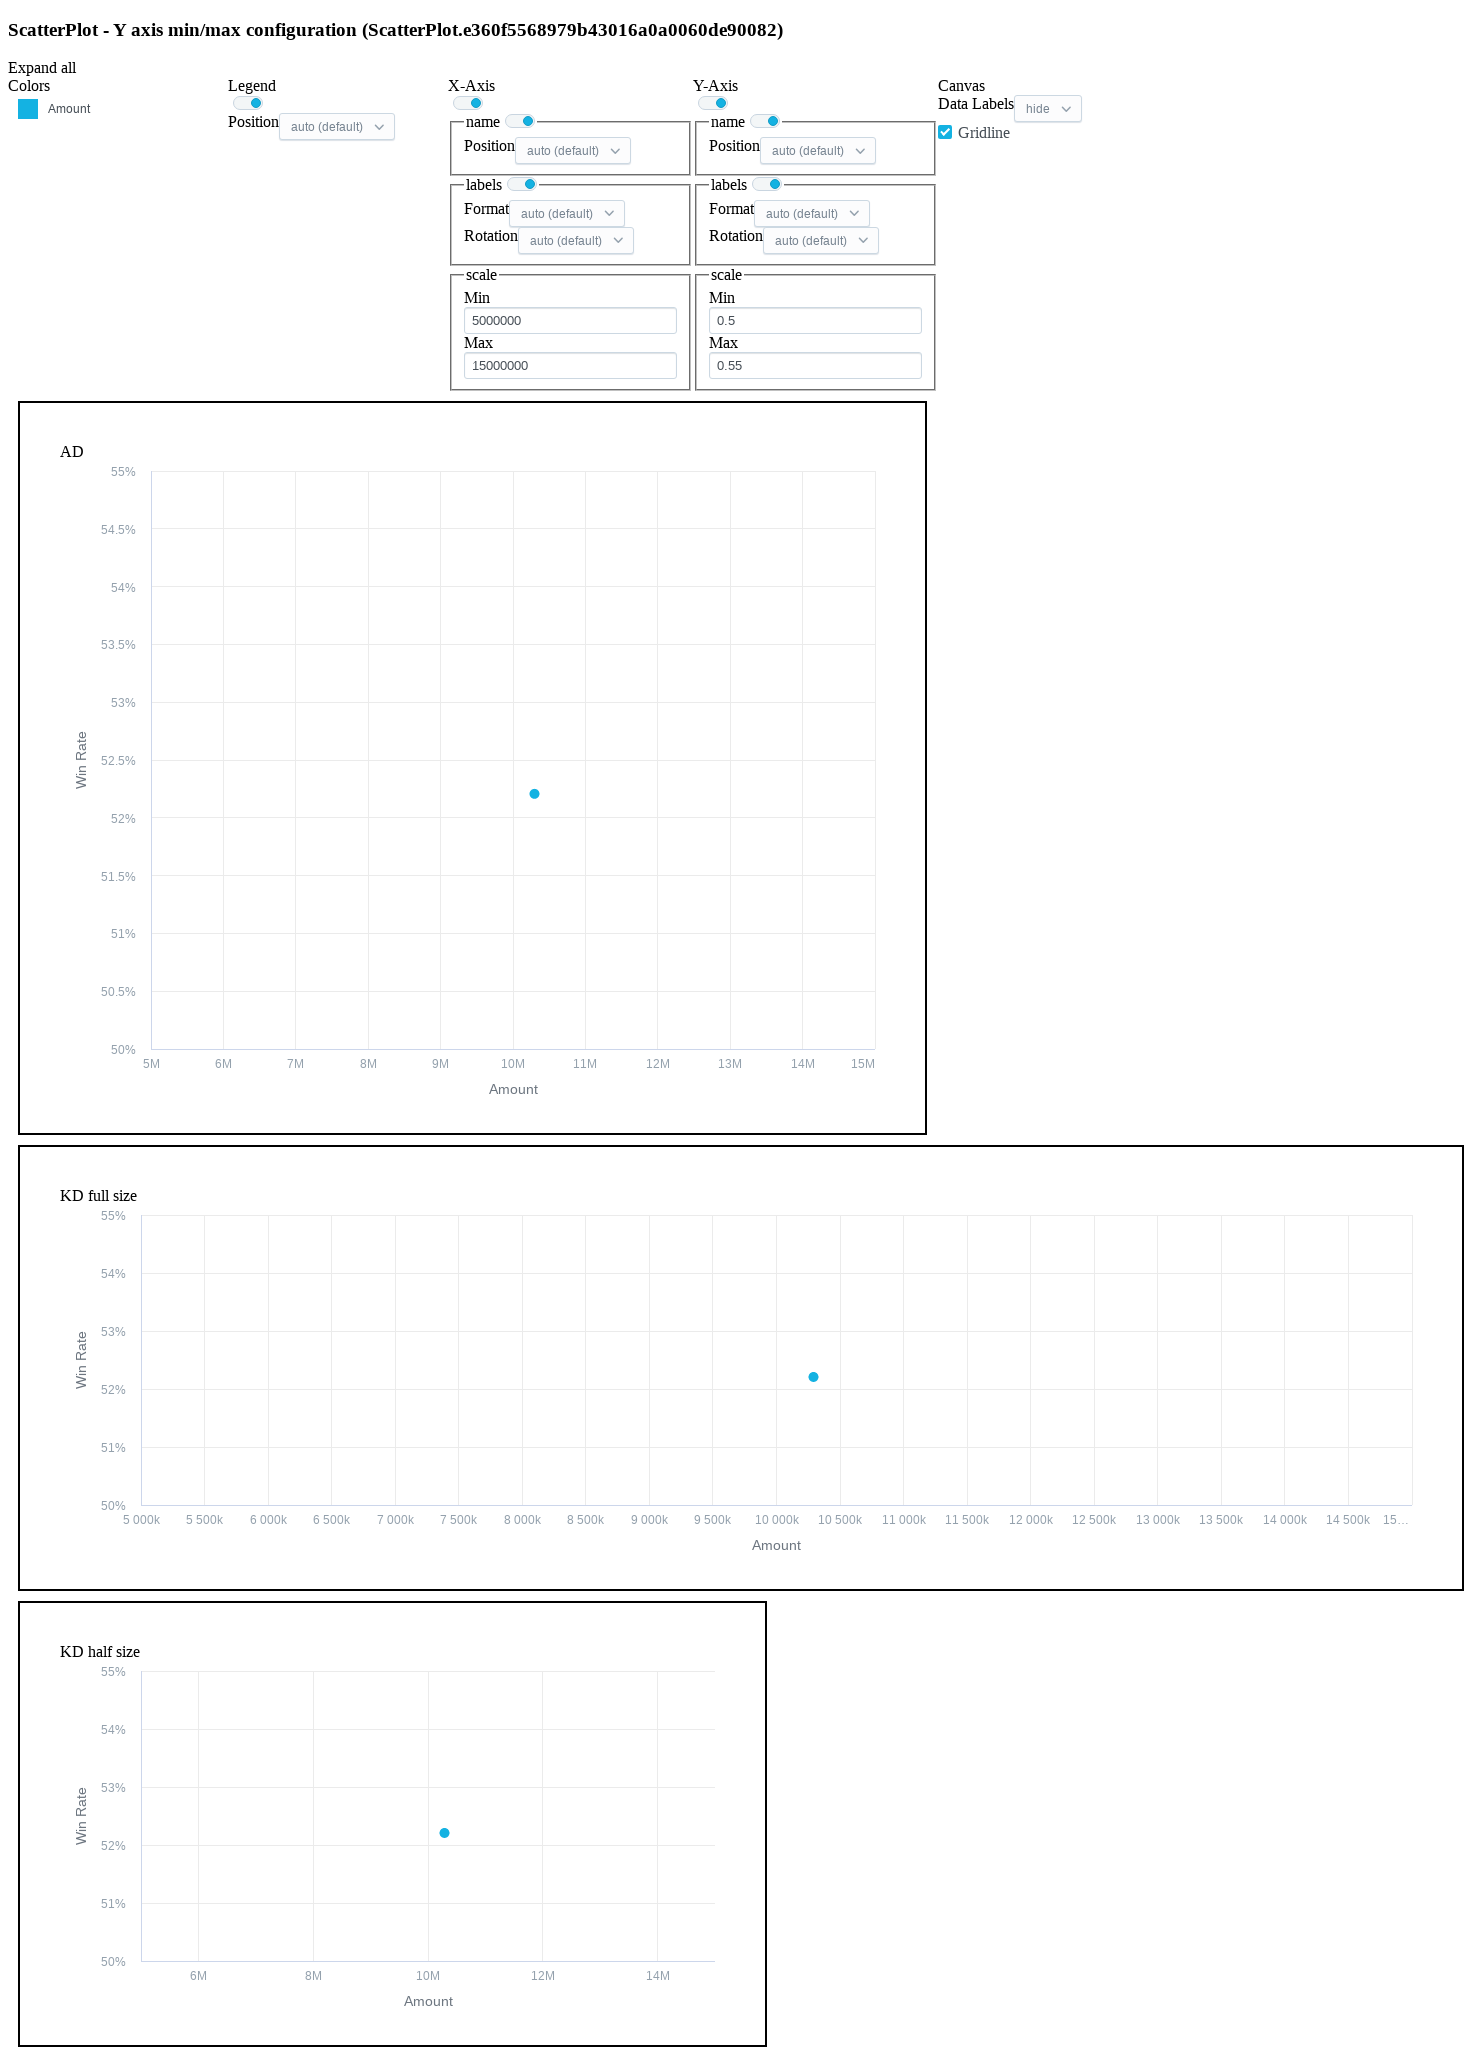 ScatterPlot - Y axis min/max configuration (ScatterPlot.e360f5568979b43016a0a0060de90082)
Expand all
Colors
Amount
Legend
Position auto (default)
X-Axis
name
Position auto (default)
labels
Format auto (default)
Rotation auto (default)
scale
Min
5000000
Max
15000000
Y-Axis
name
Position auto (default)
labels
Format auto (default)
Rotation auto (default)
scale
Min
0.5
Max
0.55
Canvas
Data Labels hide
Gridline
AD
55%
54.5%
54%
53.5%
53%
52.5%
52%
51.5%
51%
50.5%
50%
Win Rate
5M 6M 7M 8M 9M 10M 11M 12M 13M 14M 15M
Amount
KD full size
55%
54%
53%
52%
51%
50%
Win Rate
5 000k 5 500k 6 000k 6 500k 7 000k 7 500k 8 000k 8 500k 9 000k 9 500k 10 000k 10 500k 11 000k 11 500k 12 000k 12 500k 13 000k 13 500k 14 000k 14 500k 15…
Amount
KD half size
55%
54%
53%
52%
51%
50%
Win Rate
6M 8M 10M 12M 14M
Amount